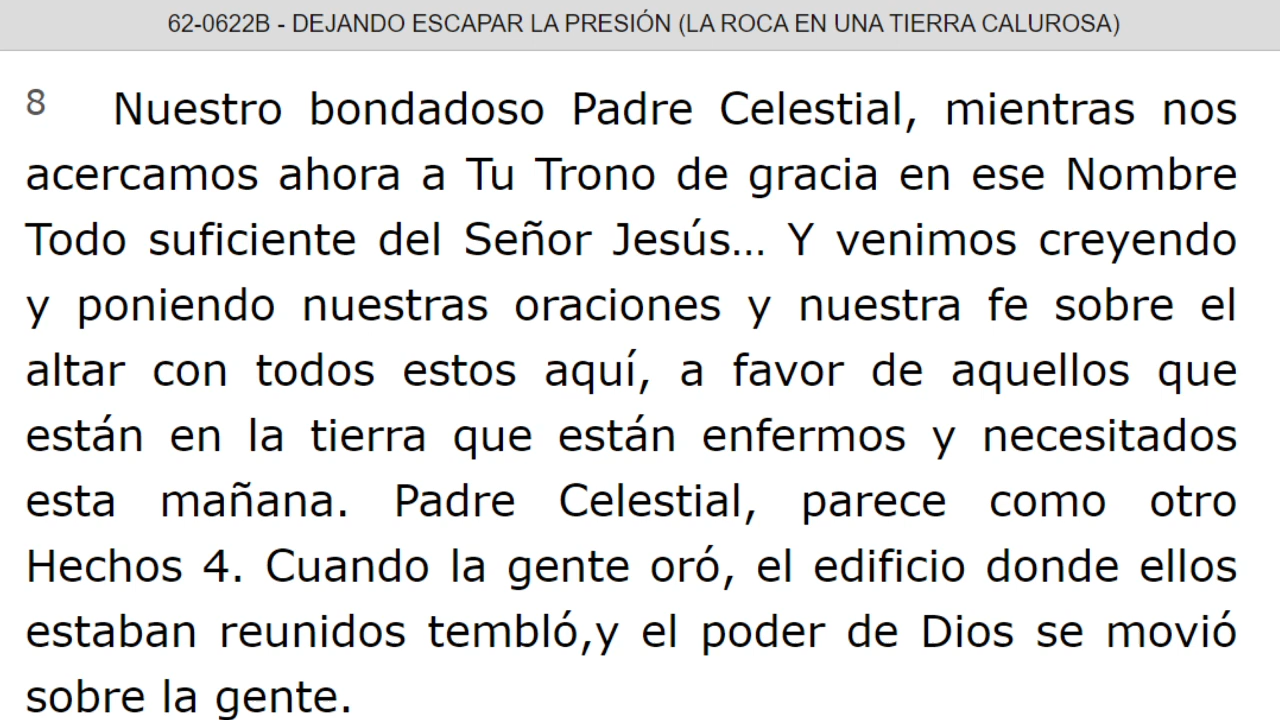 62-0622B - DEJANDO ESCAPAR LA PRESIÓN (LA ROCA EN UNA TIERRA CALUROSA)
8 Nuestro bondadoso Padre Celestial, mientras nos
acercamos ahora a Tu Trono de gracia en ese Nombre
Todo suficiente del Señor Jesús... Y venimos creyendo
y poniendo nuestras oraciones y nuestra fe sobre el
altar con todos estos aquí, a favor de aquellos que
están en la tierra que están enfermos y necesitados
esta mañana. Padre Celestial, parece como otro
Hechos 4. Cuando la gente oró, el edificio donde ellos
estaban reunidos tembló,y el poder de Dios se movió
sobre la gente.